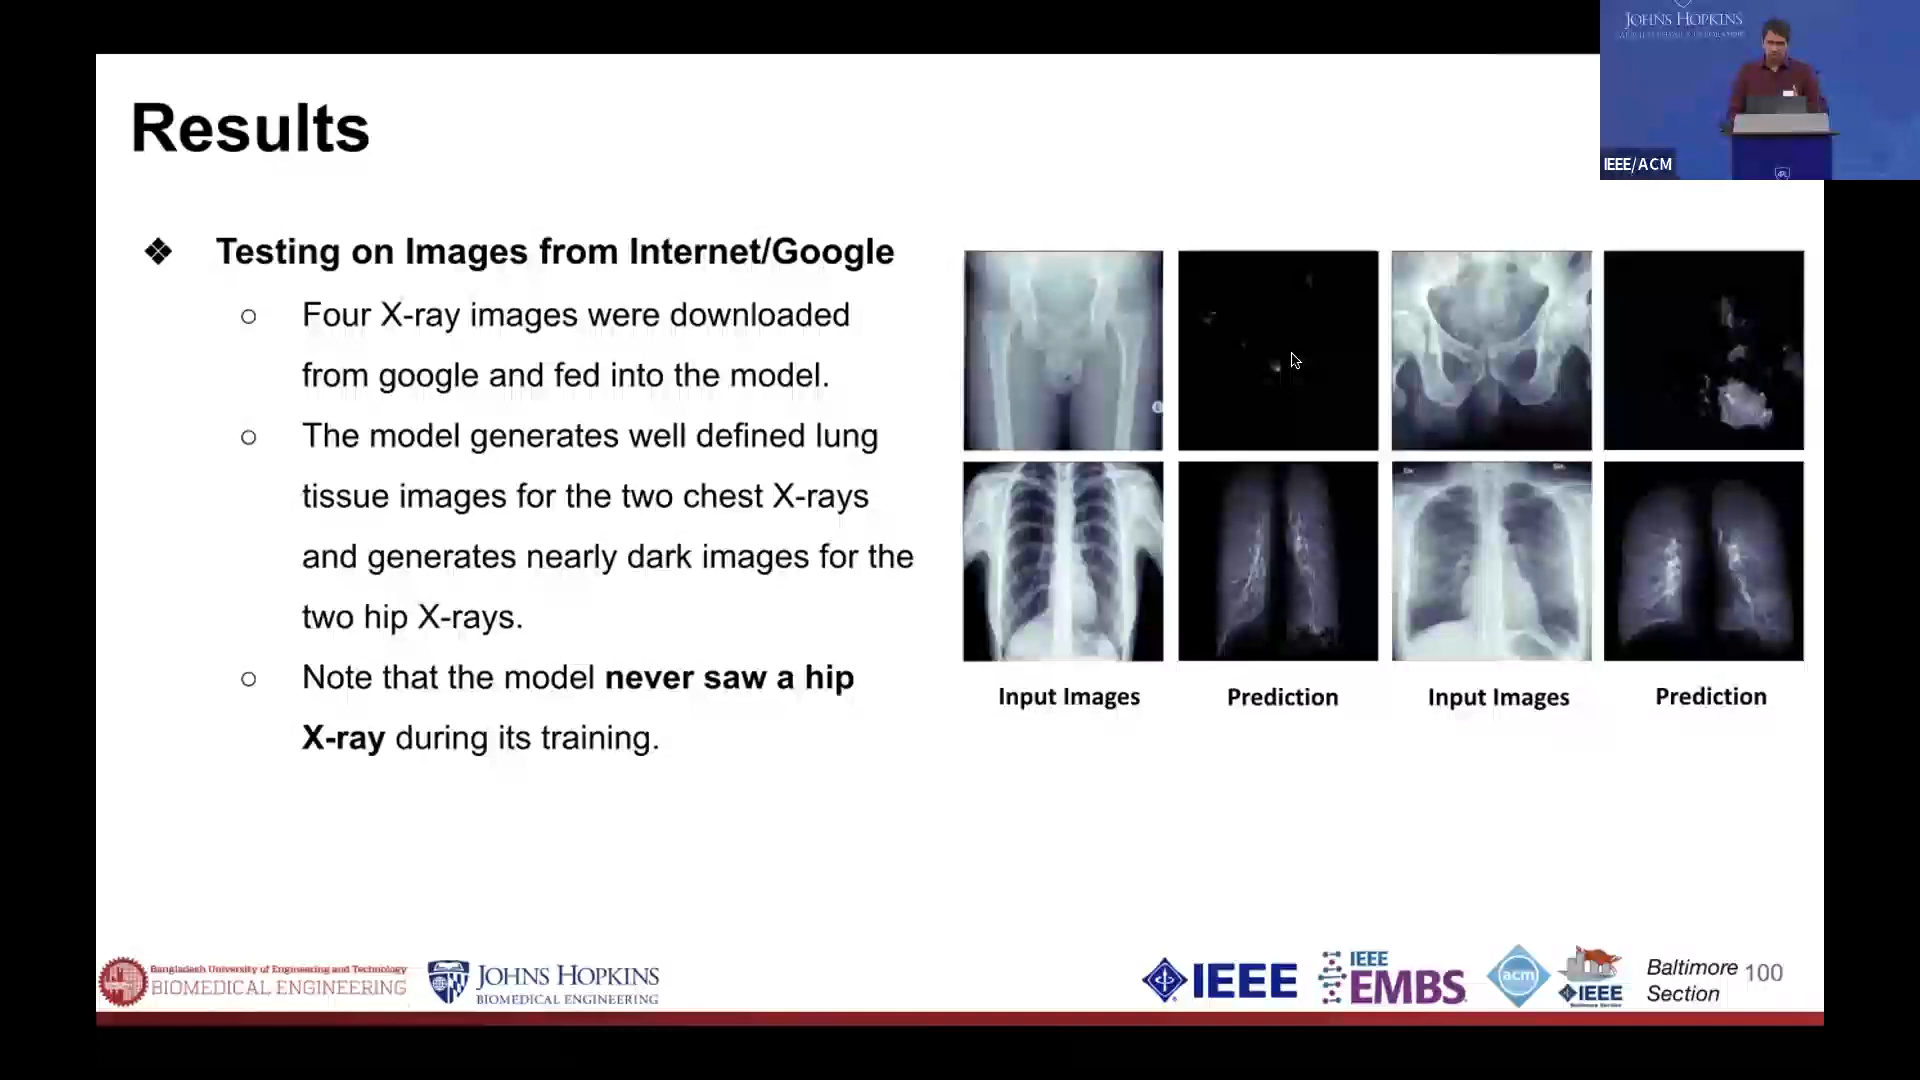 JOHNS HOPKINS
IEEE/ACM
Results
❖ Testing on Images from Internet/Google
○ Four X-ray images were downloaded
from google and fed into the model.
○ The model generates well defined lung
tissue images for the two chest X-rays
and generates nearly dark images for the
two hip X-rays.
○ Note that the model never saw a hip
X-ray during its training.
Input Images Prediction Input Images Prediction
Bangladesh University of Engineering and Technology
BIOMEDICAL ENGINEERING
JOHNS HOPKINS
BIOMEDICAL ENGINEERING
IEEE
IEEE
EMBS
acm
IEEE
Baltimore Section
Baltimore
Section
100